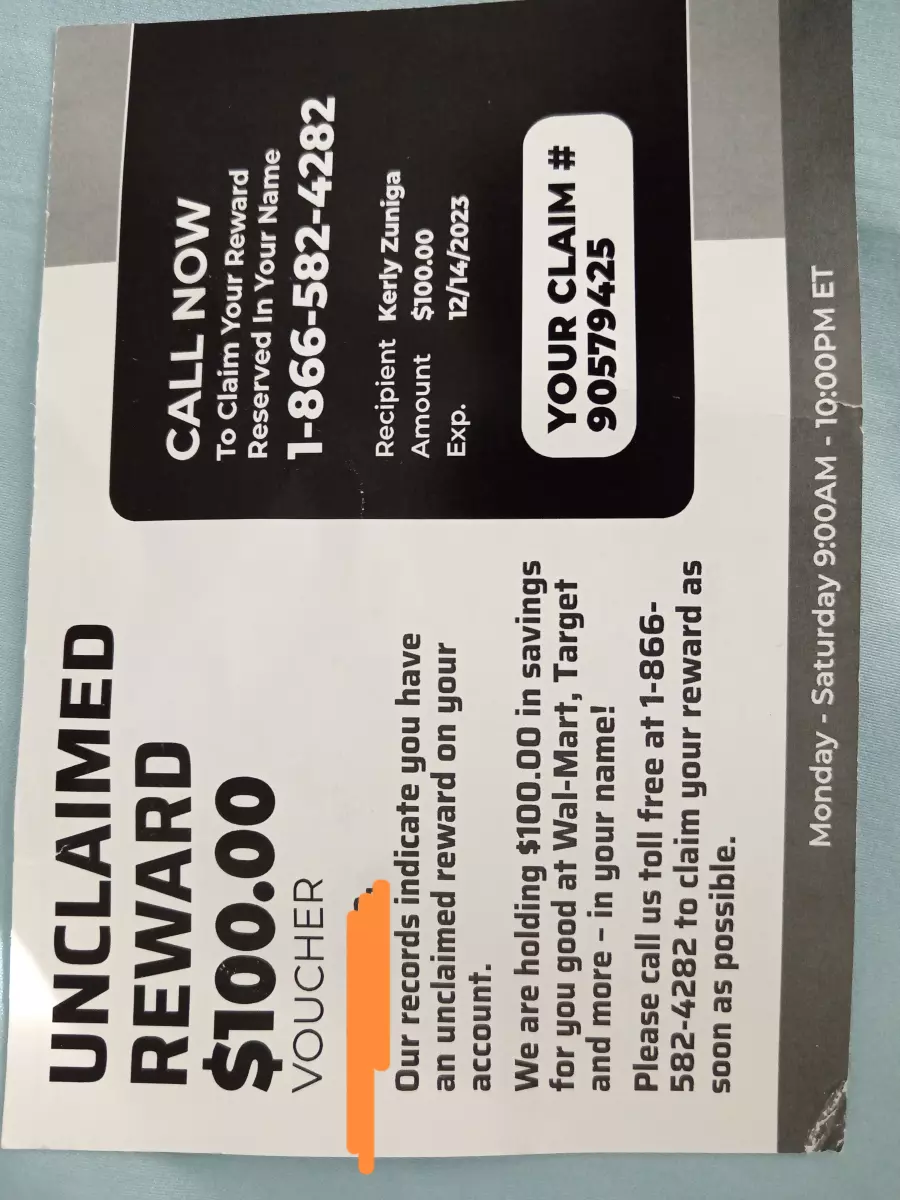 UNCLAIMED
REWARD
$100.00
VOUCHER
Our records indicate you have
an unclaimed reward on your
account.
We are holding $100.00 in savings
for you good at Wal-Mart, Target
and more – in your name!
Please call us toll free at 1-866-
582-4282 to claim your reward as
soon as possible.
CALL NOW
To Claim Your Reward
Reserved In Your Name
1-866-582-4282
Recipient Kerly Zuniga
Amount $100.00
Exp. 12/14/2023
YOUR CLAIM #
90579425
Monday - Saturday 9:00AM - 10:00PM ET